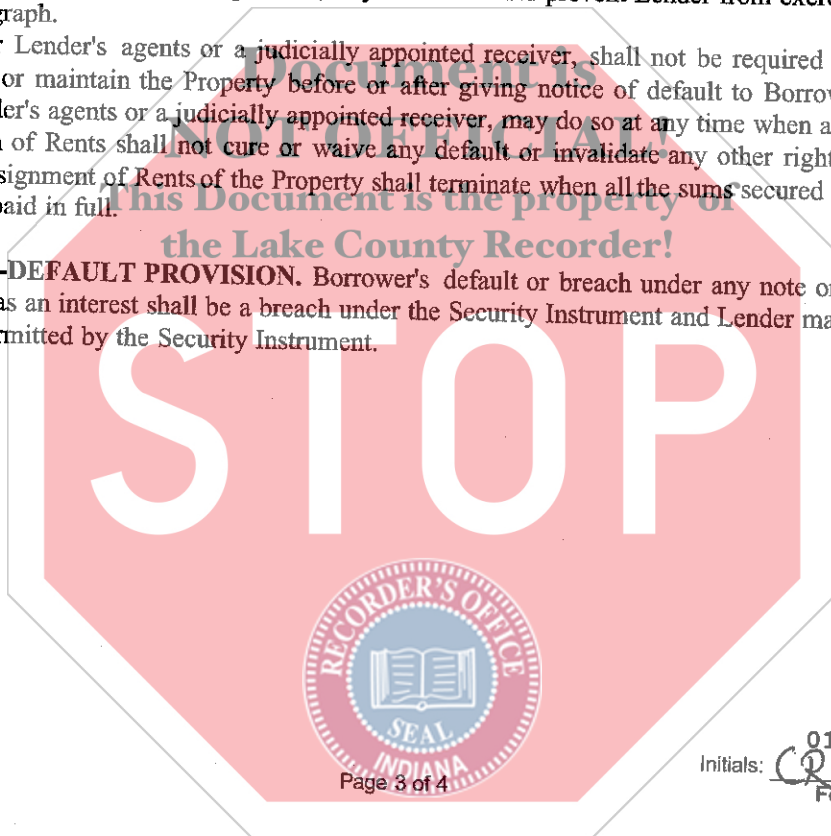 graph.
Lender's agents or a judicially appointed receiver, shall not be required
or maintain the Property before or after giving notice of default to
Document is
der's agents or a judicially appointed receiver, may do so at any time when a
of Rents shall not cure or waive any default or invalidate any other right
NOT OFFICIAL!
signment of Rents of the Property shall terminate when all the sums secured
paid in full.
This Document is the property of
the Lake County Recorder!
-DEFAULT PROVISION. Borrower's default or breach under any note or
as an interest shall be a breach under the Security Instrument and Lender
rmitted by the Security Instrument.
STOP
RECORDER'S OFFICE
SEAL
INDIANA
Page 3 of 4
Initials: CR
01